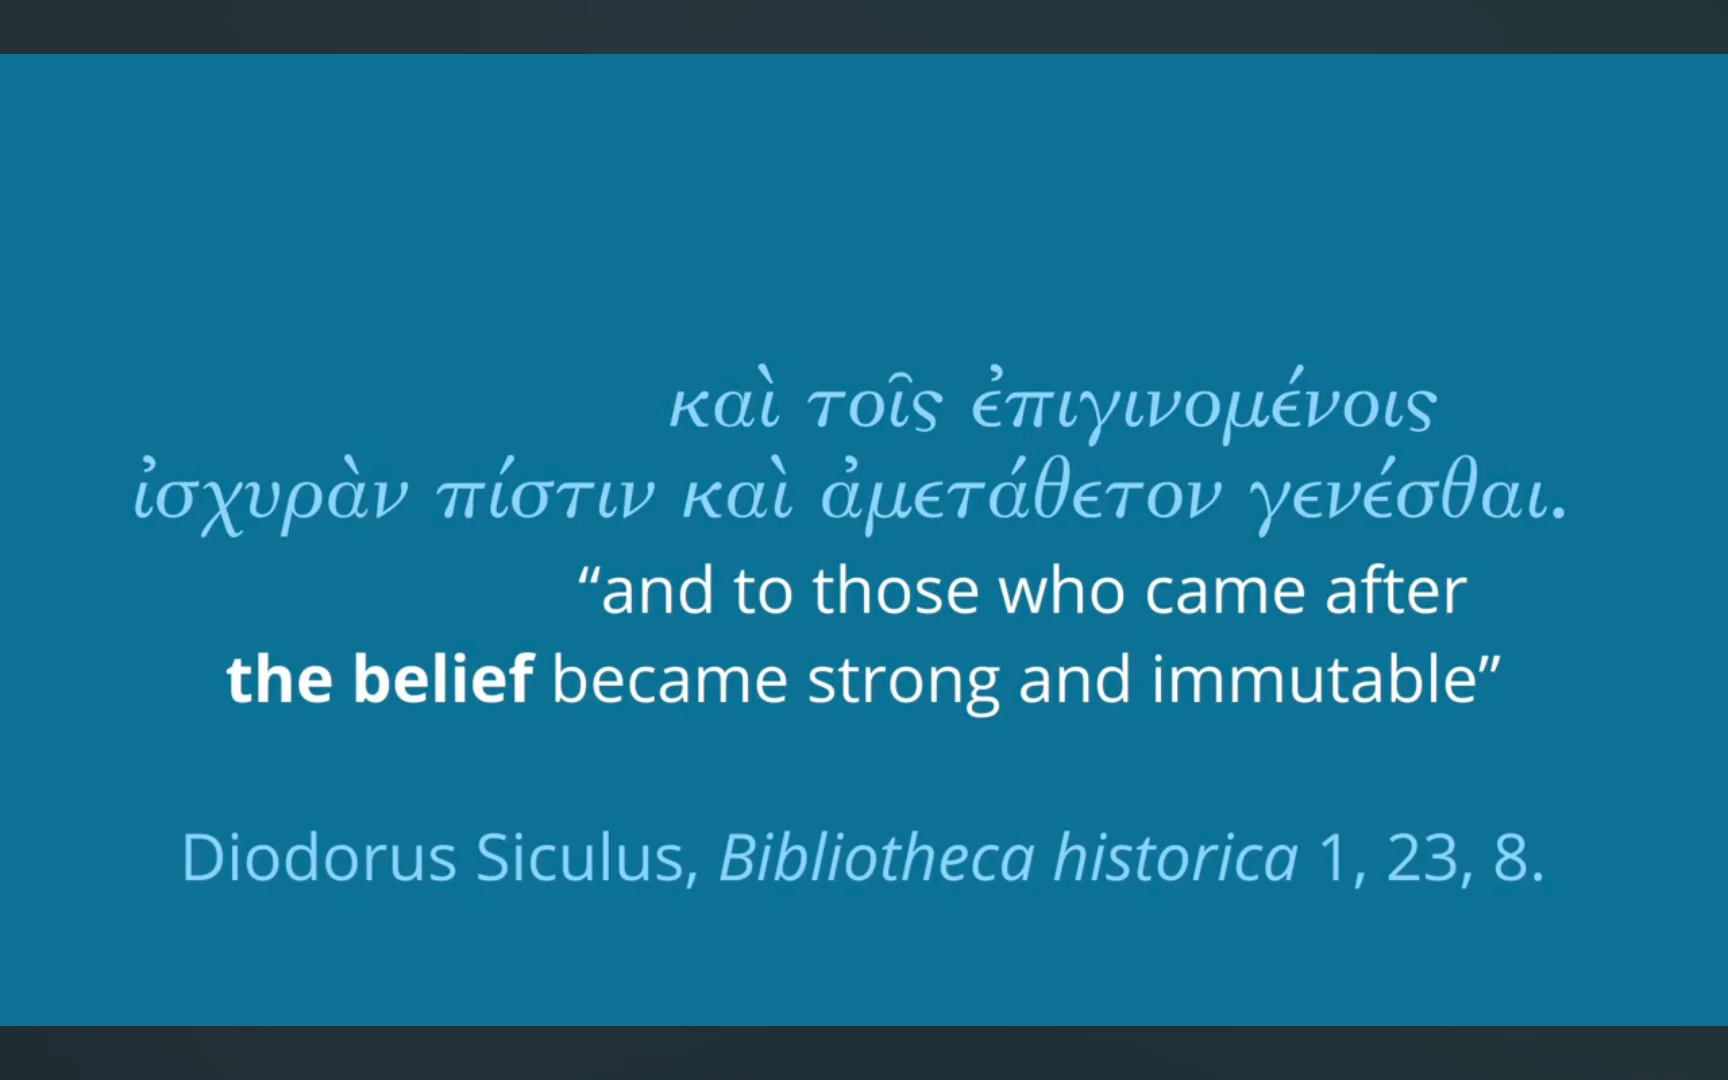 καὶ τοῖς ἐπιγινομένοις
ἰσχυρὰν πίστιν καὶ ἀμετάθετον γενέσθαι.
“and to those who came after
the belief became strong and immutable”
Diodorus Siculus, Bibliotheca historica 1, 23, 8.